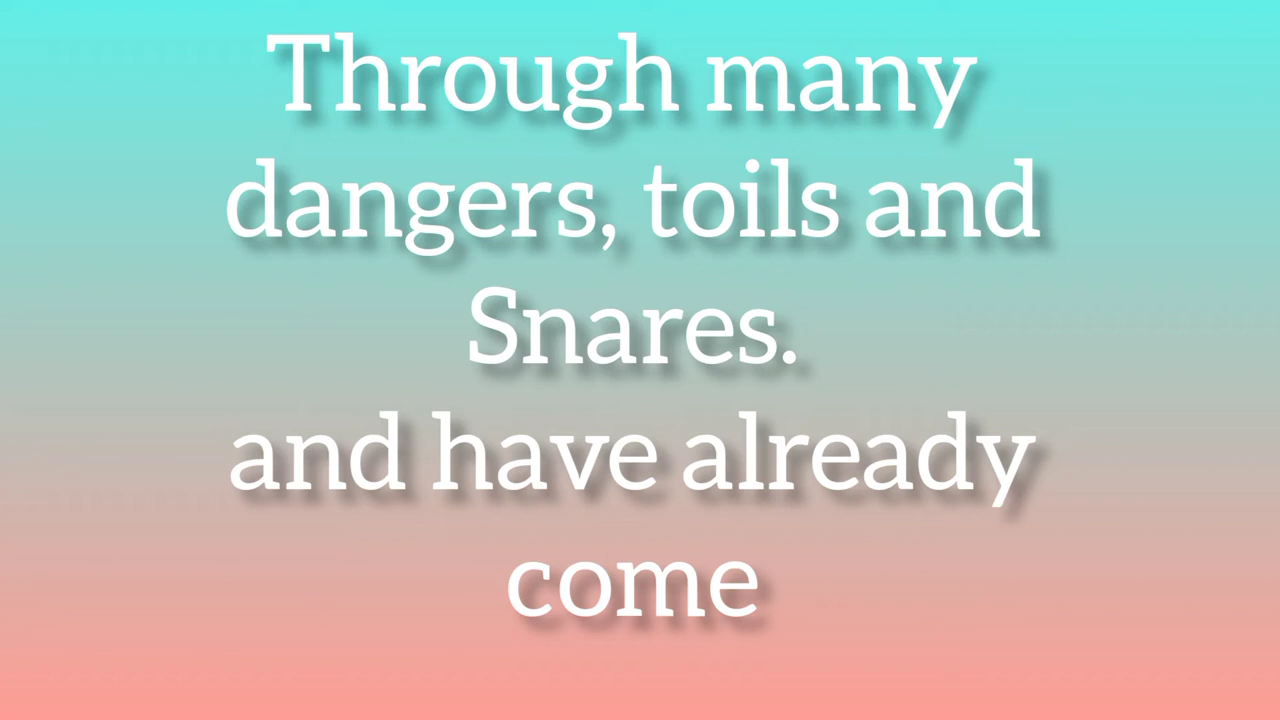 Through many
dangers, toils and
Snares.
and have already
come